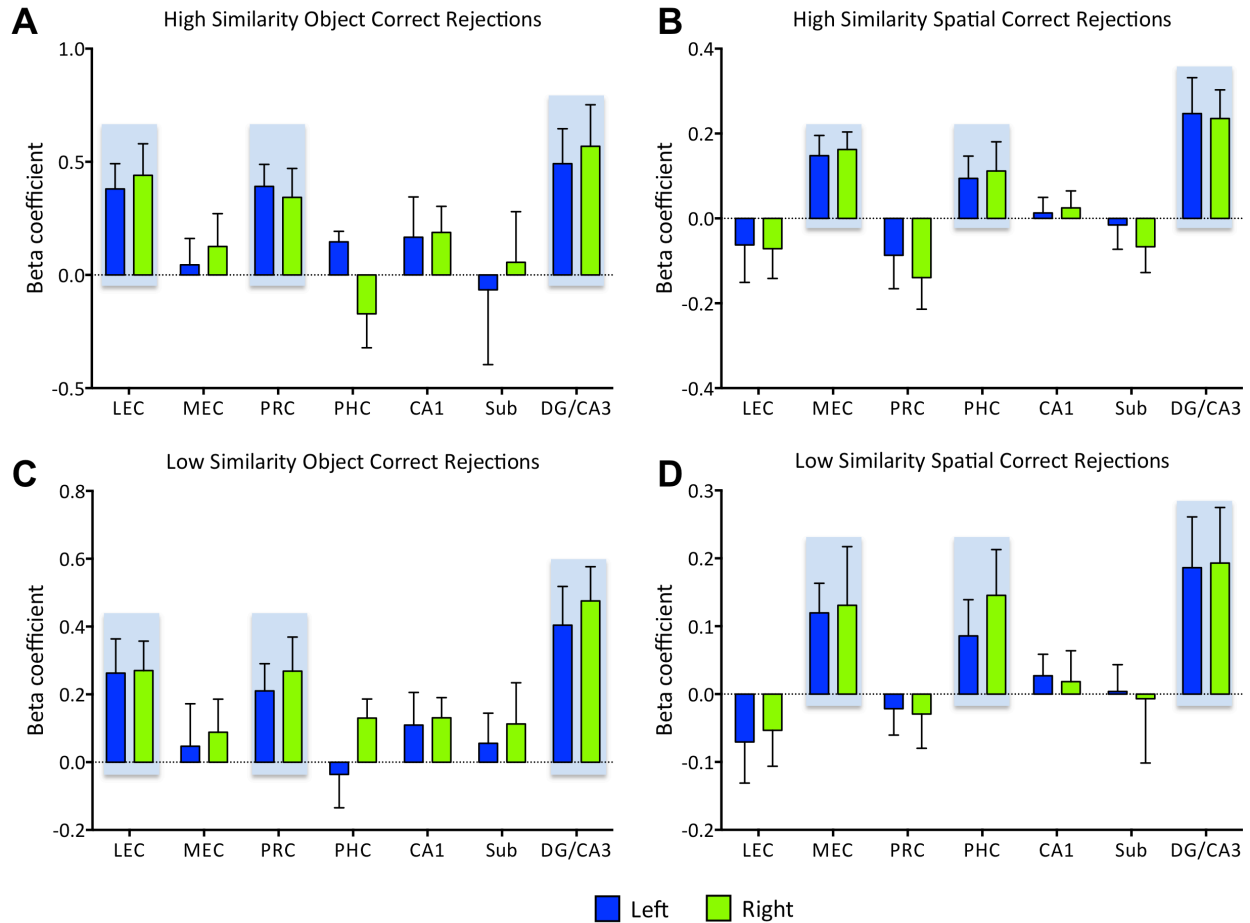 A
High Similarity Object Correct Rejections
Beta coefficient
1.0
0.5
0.0
-0.5
LEC MEC PRC PHC CA1 Sub DG/CA3
B
High Similarity Spatial Correct Rejections
Beta coefficient
0.4
0.2
0.0
-0.2
-0.4
LEC MEC PRC PHC CA1 Sub DG/CA3
C
Low Similarity Object Correct Rejections
Beta coefficient
0.8
0.6
0.4
0.2
0.0
-0.2
LEC MEC PRC PHC CA1 Sub DG/CA3
D
Low Similarity Spatial Correct Rejections
Beta coefficient
0.3
0.2
0.1
0.0
-0.1
-0.2
LEC MEC PRC PHC CA1 Sub DG/CA3
Left Right